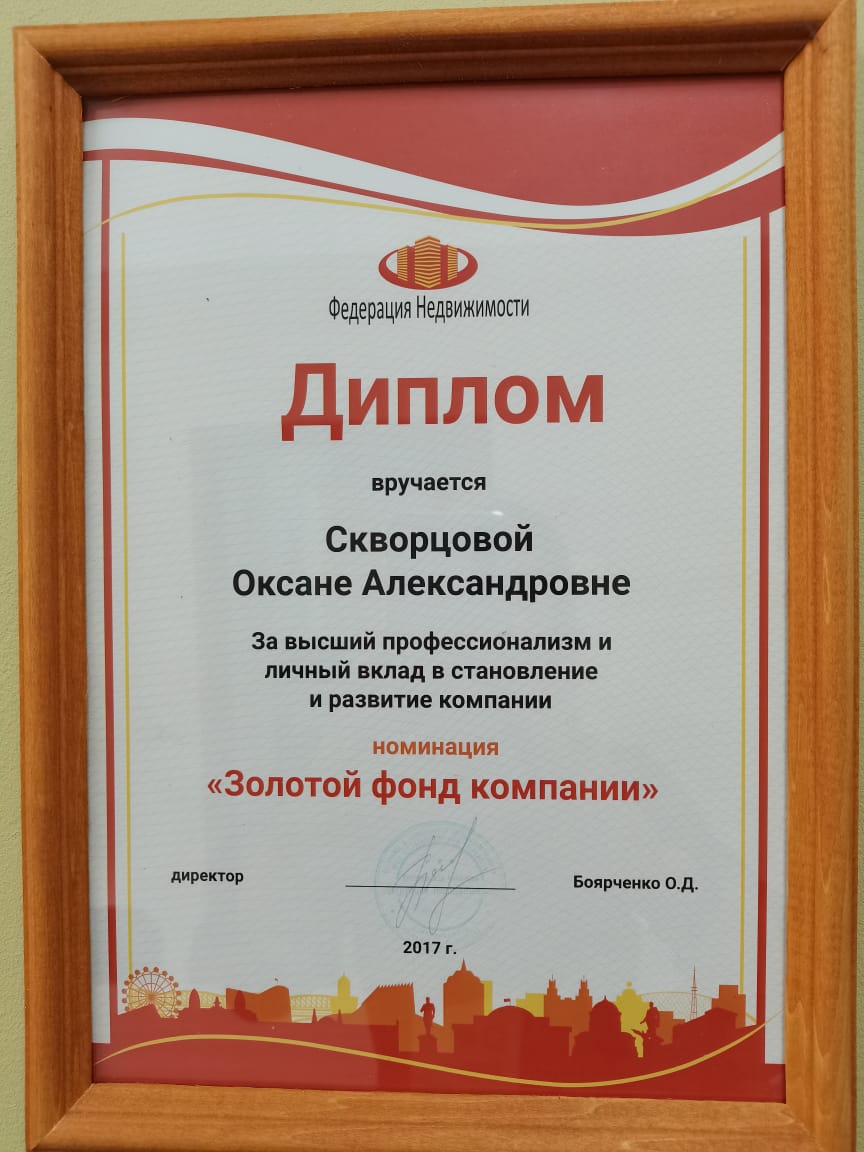 Федерация Недвижимости
Диплом
вручается
Скворцовой
Оксане Александровне
За высший профессионализм и
личный вклад в становление
и развитие компании
номинация
«Золотой фонд компании»
директор
Боярченко О.Д.
2017 г.